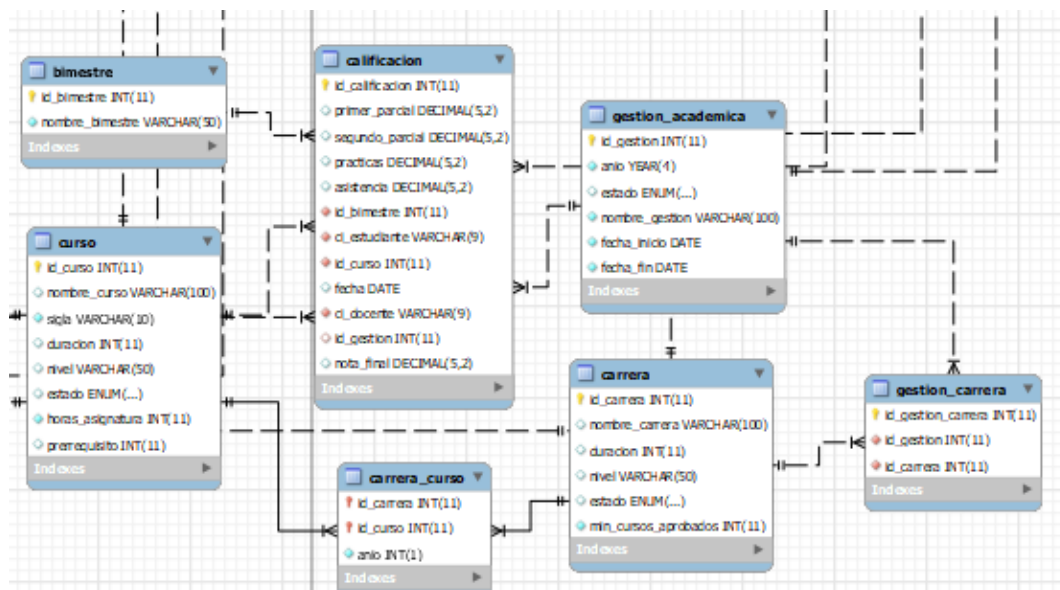 bimestre
id_bimestre INT(11)
nombre_bimestre VARCHAR(50)
Indexes
calificacion
id_calificacion INT(11)
primer_parcial DECIMAL(5,2)
segundo_parcial DECIMAL(5,2)
practicas DECIMAL(5,2)
asistencia DECIMAL(5,2)
id_bimestre INT(11)
ci_estudiante VARCHAR(9)
id_curso INT(11)
fecha DATE
ci_docente VARCHAR(9)
id_gestion INT(11)
nota_final DECIMAL(5,2)
Indexes
gestion_academica
id_gestion INT(11)
anio YEAR(4)
estado ENUM(...)
nombre_gestion VARCHAR(100)
fecha_inicio DATE
fecha_fin DATE
Indexes
curso
id_curso INT(11)
nombre_curso VARCHAR(100)
sigla VARCHAR(10)
duracion INT(11)
nivel VARCHAR(50)
estado ENUM(...)
horas_asignatura INT(11)
prerrequisito INT(11)
Indexes
carrera
id_carrera INT(11)
nombre_carrera VARCHAR(100)
duracion INT(11)
nivel VARCHAR(50)
estado ENUM(...)
min_cursos_aprobados INT(11)
Indexes
gestion_carrera
id_gestion_carrera INT(11)
id_gestion INT(11)
id_carrera INT(11)
Indexes
carrera_curso
id_carrera INT(11)
id_curso INT(11)
anio INT(1)
Indexes